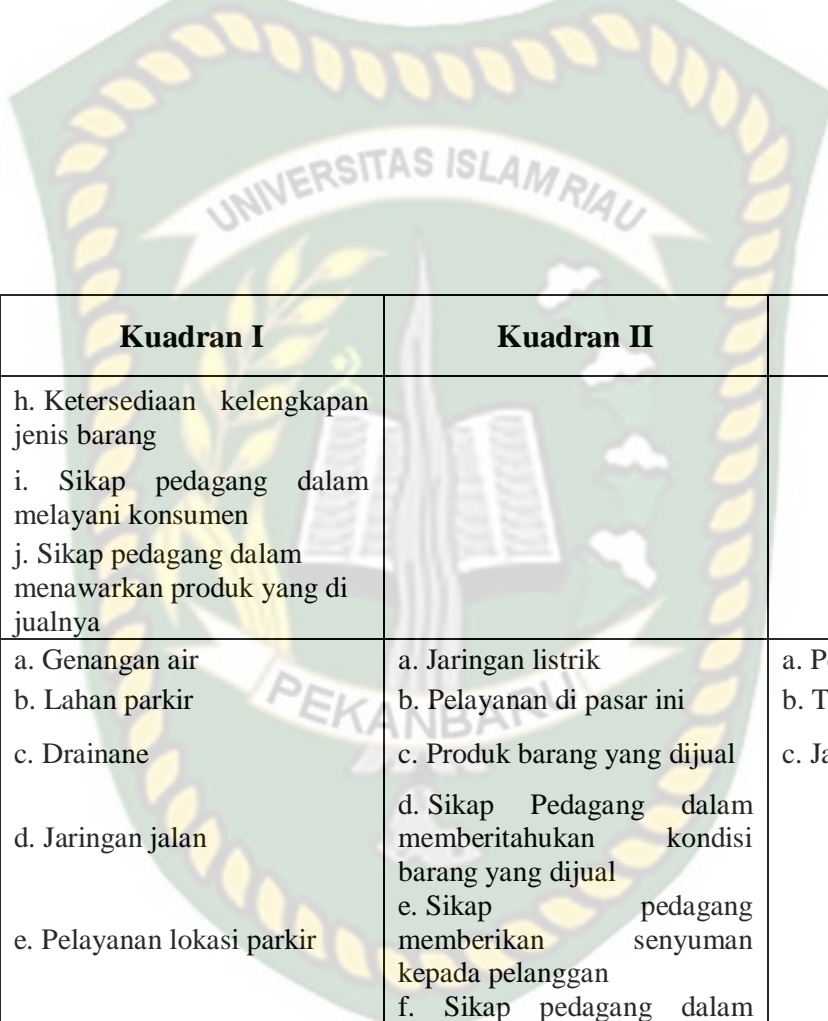 UNIVERSITAS ISLAM RIAU
Kuadran I
Kuadran II
h. Ketersediaan kelengkapan
jenis barang
i. Sikap pedagang dalam
melayani konsumen
j. Sikap pedagang dalam
menawarkan produk yang di
jualnya
a. Genangan air
a. Jaringan listrik
b. Lahan parkir
b. Pelayanan di pasar ini
c. Drainane
c. Produk barang yang dijual
d. Jaringan jalan
d. Sikap Pedagang dalam
memberitahukan kondisi
barang yang dijual
e. Pelayanan lokasi parkir
e. Sikap pedagang
memberikan senyuman
kepada pelanggan
f. Sikap pedagang dalam
a.
b.
c.
PEKANBARU